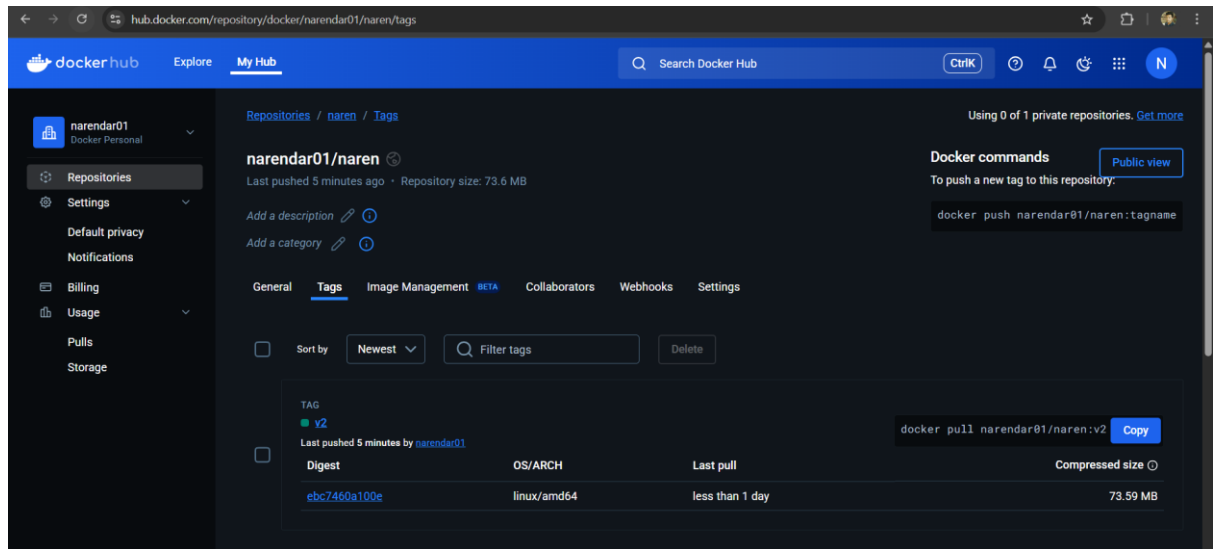 hub.docker.com/repository/docker/narendar01/naren/tags
dockerhub Explore My Hub Search Docker Hub CtrlK N
narendar01
Docker Personal
Repositories
Settings
Default privacy
Notifications
Billing
Usage
Pulls
Storage
Repositories / naren / Tags Using 0 of 1 private repositories. Get more
narendar01/naren
Last pushed 5 minutes ago · Repository size: 73.6 MB
Add a description
Add a category
Docker commands
Public view
To push a new tag to this repository:
docker push narendar01/naren:tagname
General Tags Image Management BETA Collaborators Webhooks Settings
Sort by Newest Filter tags Delete
TAG
v2
Last pushed 5 minutes by narendar01
docker pull narendar01/naren:v2 Copy
Digest OS/ARCH Last pull Compressed size
ebc7460a100e linux/amd64 less than 1 day 73.59 MB